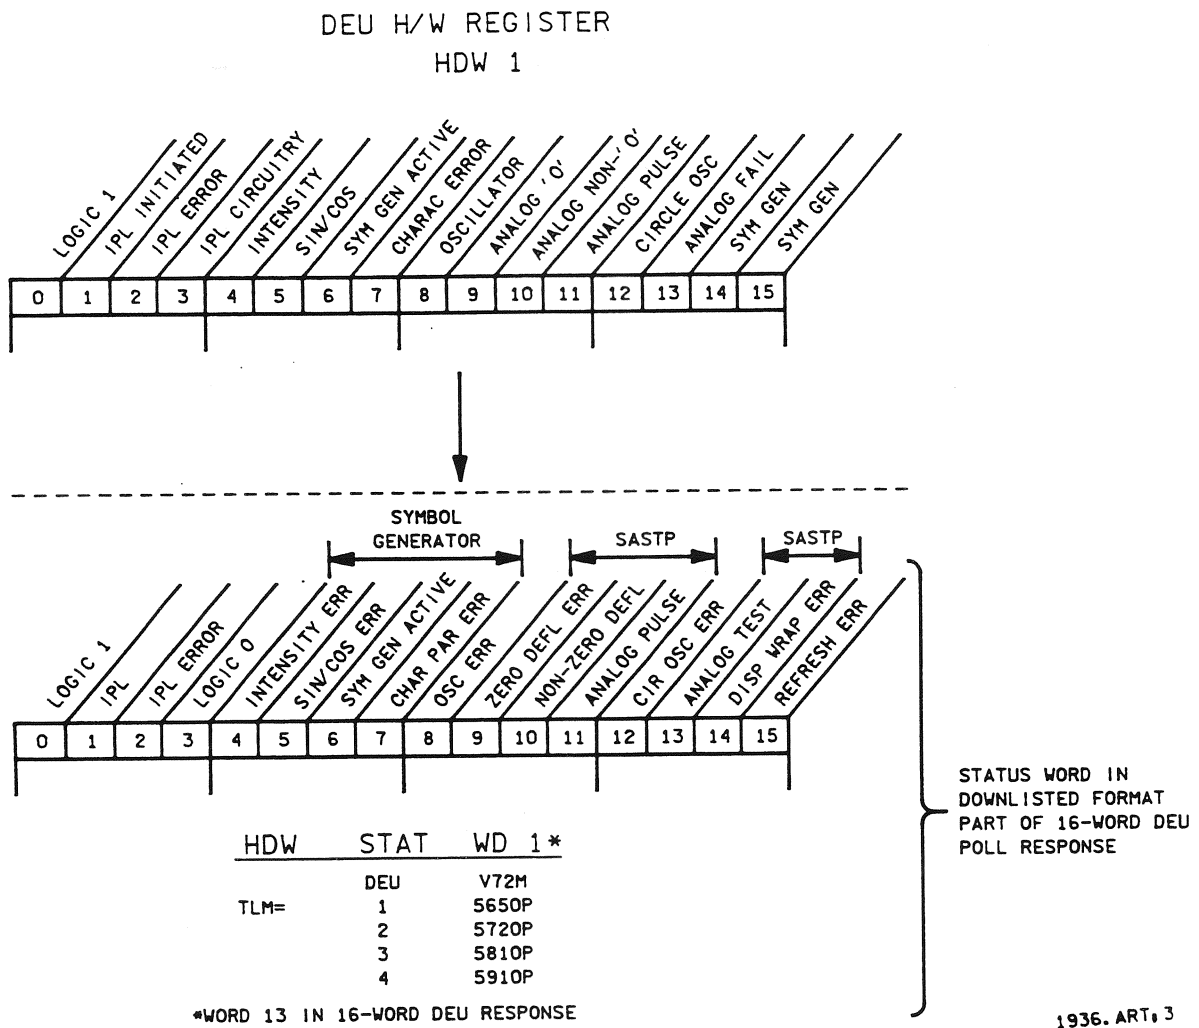 DEU H/W REGISTER
HDW 1
LOGIC 1
IPL INITIATED
IPL ERROR
IPL CIRCUITRY
INTENSITY
SIN/COS
SYM GEN ACTIVE
CHARAC ERROR
OSCILLATOR
ANALOG 'O'
ANALOG NON-'O'
ANALOG PULSE
CIRCLE OSC
ANALOG FAIL
SYM GEN
SYM GEN
0 1 2 3 4 5 6 7 8 9 10 11 12 13 14 15
SYMBOL
GENERATOR
SASTP
SASTP
LOGIC 1
IPL
IPL ERROR
LOGIC 0
INTENSITY ERR
SIN/COS ERR
SYM GEN ACTIVE
CHAR PAR ERR
OSC ERR
ZERO DEFL ERR
NON-ZERO DEFL
ANALOG PULSE
CIR OSC ERR
ANALOG TEST
DISP WRAP ERR
REFRESH ERR
0 1 2 3 4 5 6 7 8 9 10 11 12 13 14 15
STATUS WORD IN
DOWNLISTED FORMAT
PART OF 16-WORD DEU
POLL RESPONSE
HDW STAT WD 1*
DEU V72M
TLM= 1 5650P
2 5720P
3 5810P
4 5910P
*WORD 13 IN 16-WORD DEU RESPONSE
1936. ART, 3